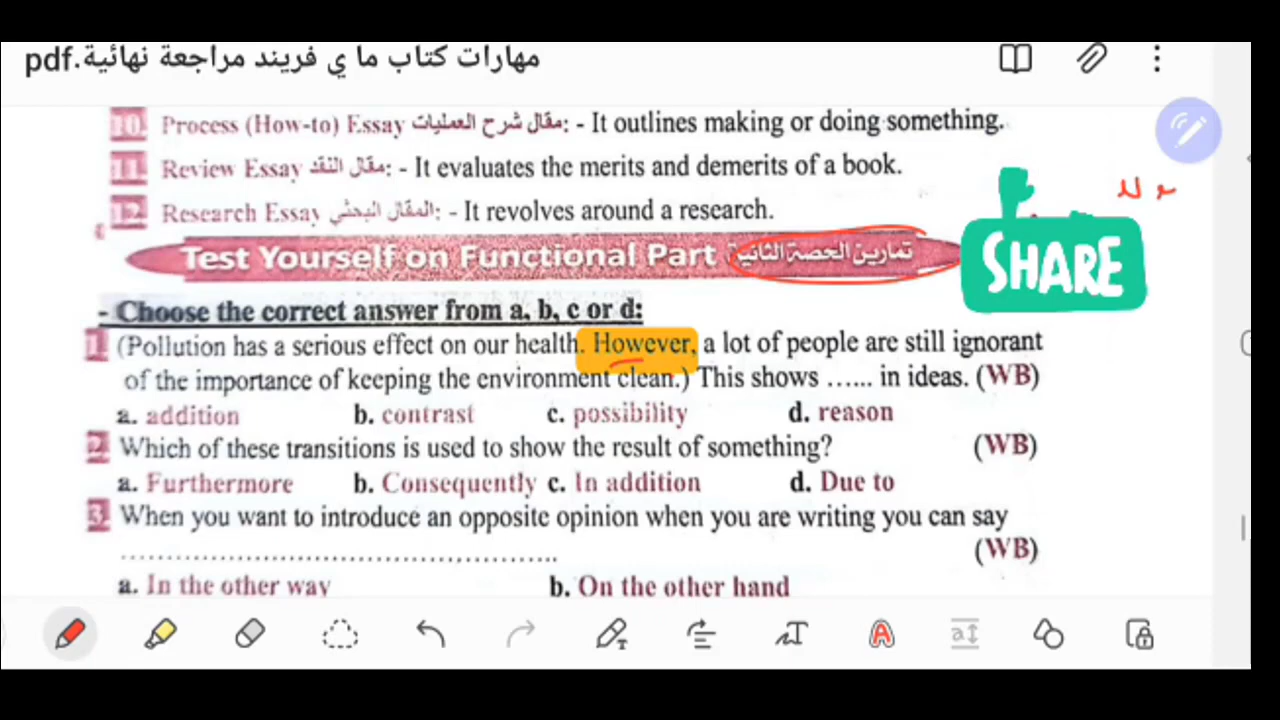 مهارات كتاب ما ي فريند مراجعة نهائية.pdf
10 Process (How-to) Essay مقال شرح العمليات: - It outlines making or doing something.
11 Review Essay مقال النقد: - It evaluates the merits and demerits of a book.
12 Research Essay المقال البحثي: - It revolves around a research.
Test Yourself on Functional Part تمارين الحصة الثانية
SHARE
- Choose the correct answer from a, b, c or d:
1 (Pollution has a serious effect on our health. However, a lot of people are still ignorant
of the importance of keeping the environment clean.) This shows ...... in ideas. (WB)
a. addition b. contrast c. possibility d. reason
2 Which of these transitions is used to show the result of something? (WB)
a. Furthermore b. Consequently c. In addition d. Due to
3 When you want to introduce an opposite opinion when you are writing you can say
...................................................... (WB)
a. In the other way b. On the other hand